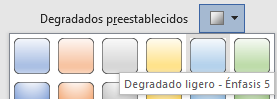 Degradados preestablecidos
Degradado ligero - Énfasis 5